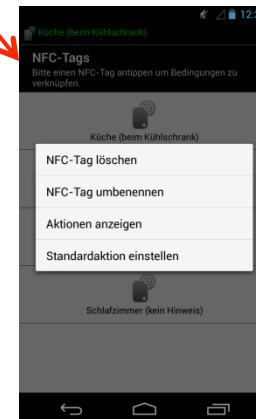 12:
Küche (beim Kühlschrank)
NFC-Tags
Bitte einen NFC-Tag antippen um Bedingungen zu
verknüpfen.
Küche (beim Kühlschrank)
NFC-Tag löschen
NFC-Tag umbenennen
Aktionen anzeigen
Standardaktion einstellen
Schlafzimmer (kein Hinweis)